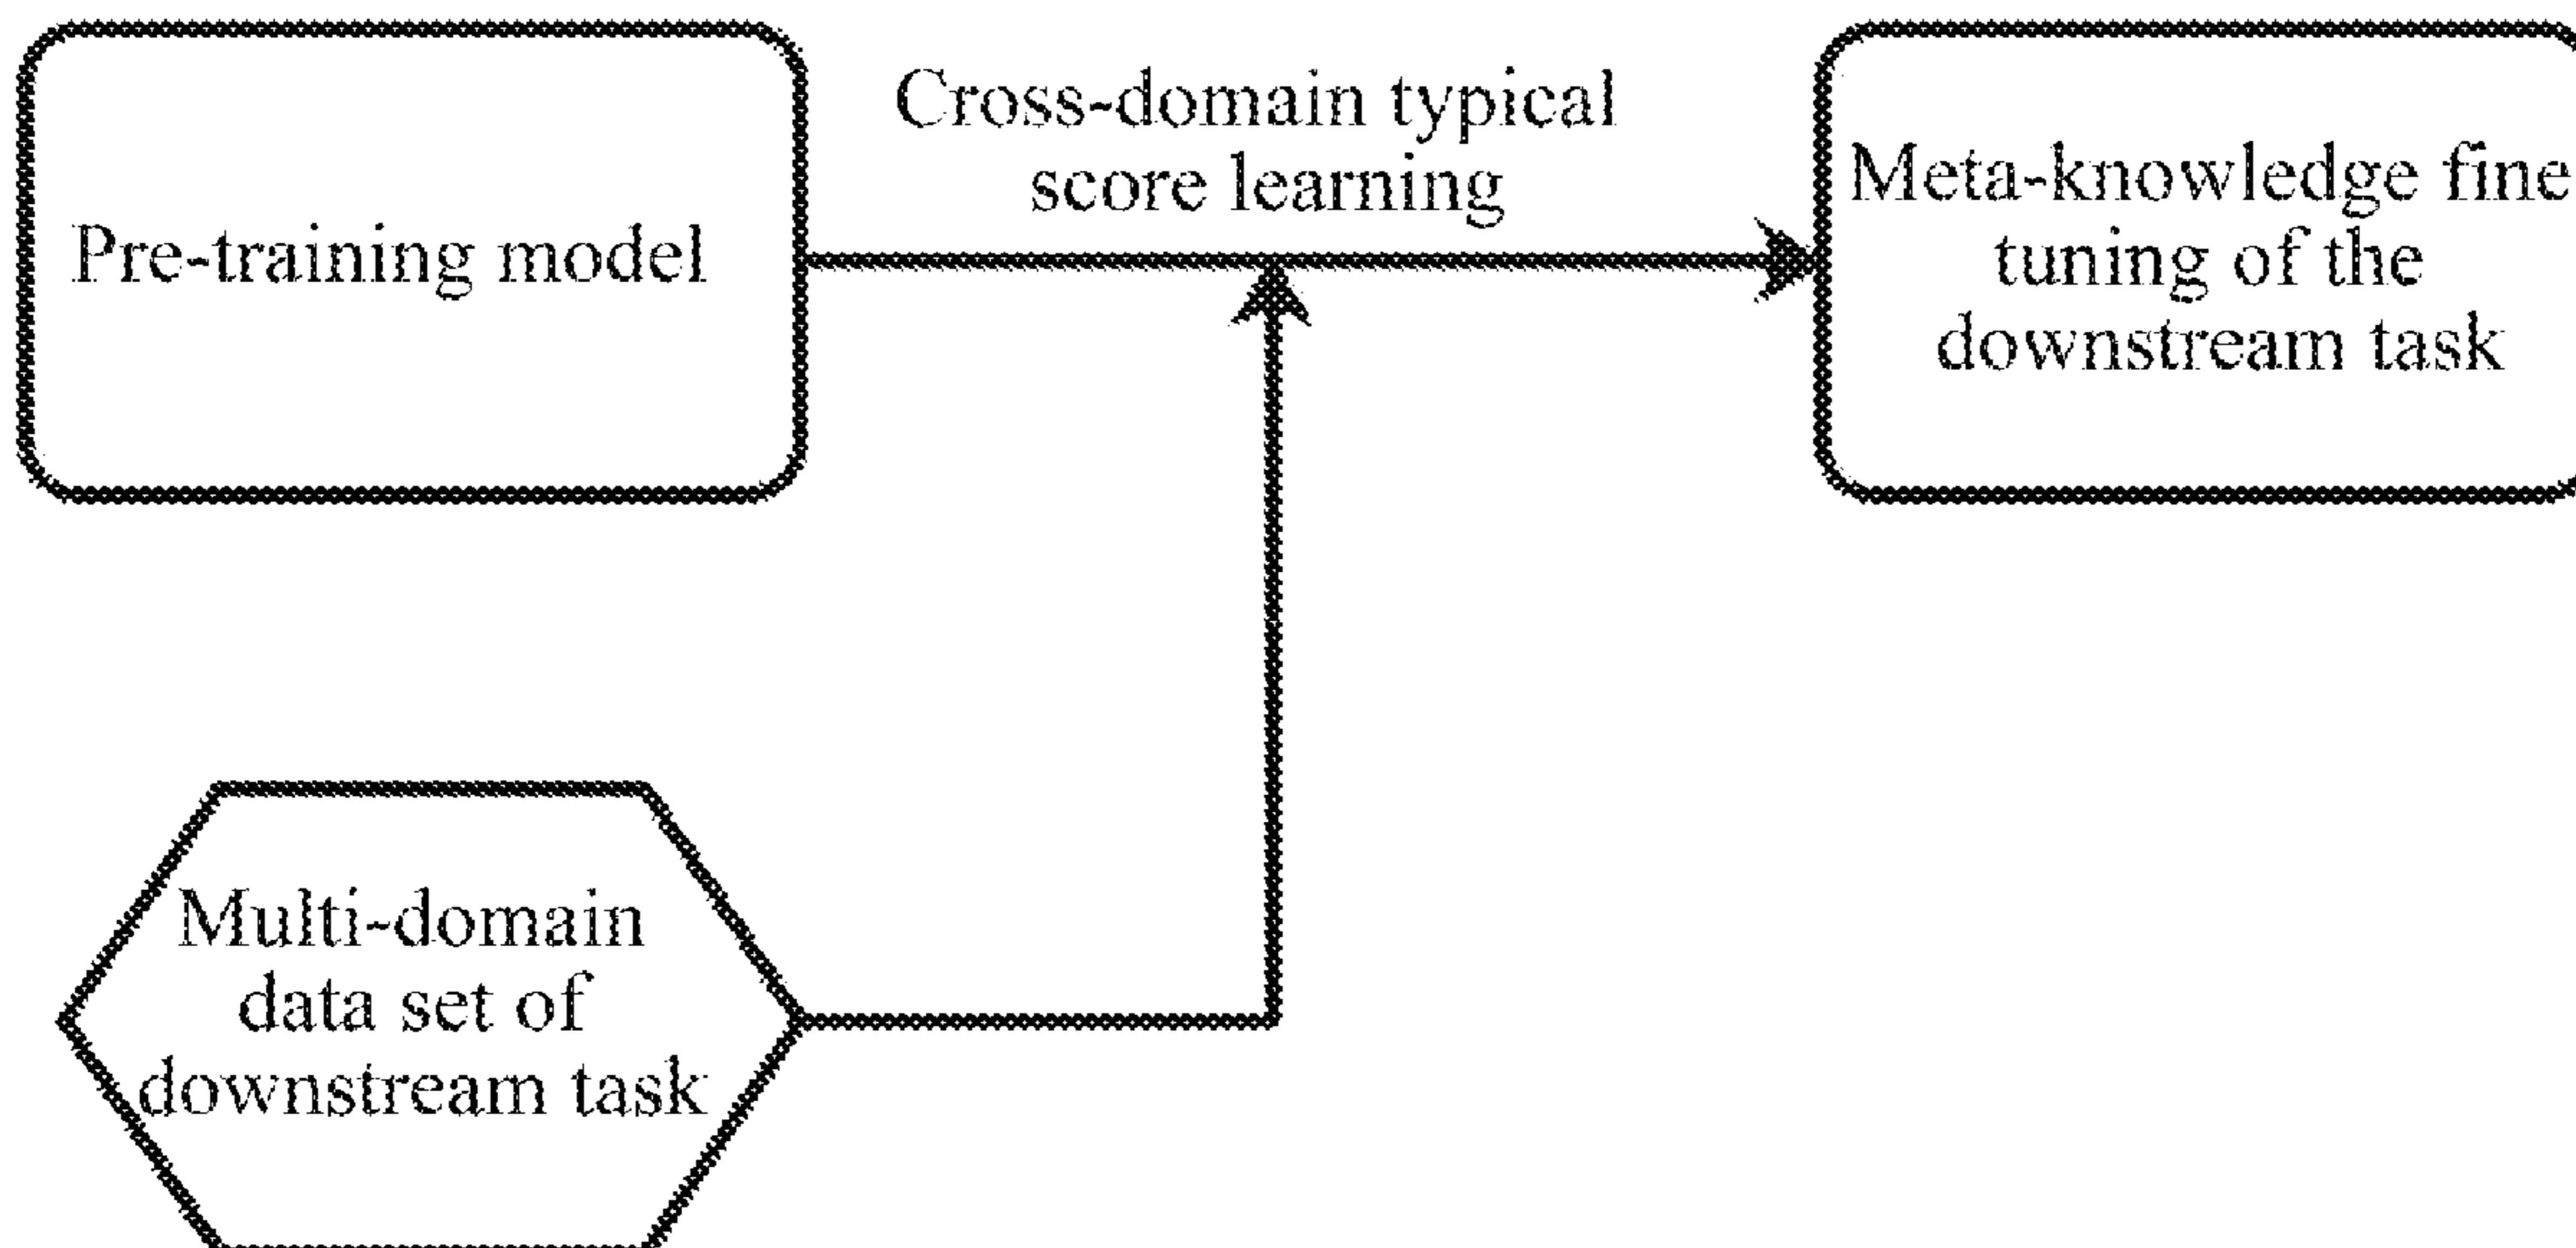 Pre-training model
Cross-domain typical
score learning
Meta-knowledge fine
tuning of the
downstream task
Multi-domain
data set of
downstream task